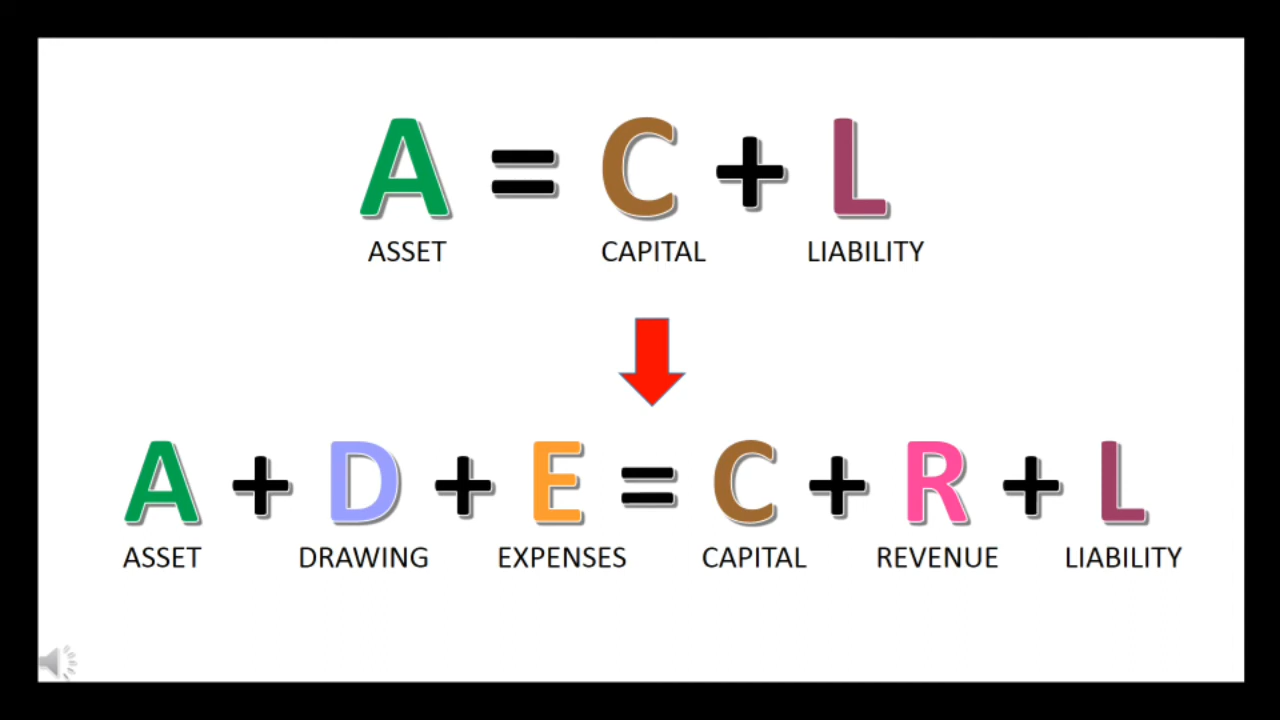 A = C + L
ASSET CAPITAL LIABILITY
A + D + E = C + R + L
ASSET DRAWING EXPENSES CAPITAL REVENUE LIABILITY